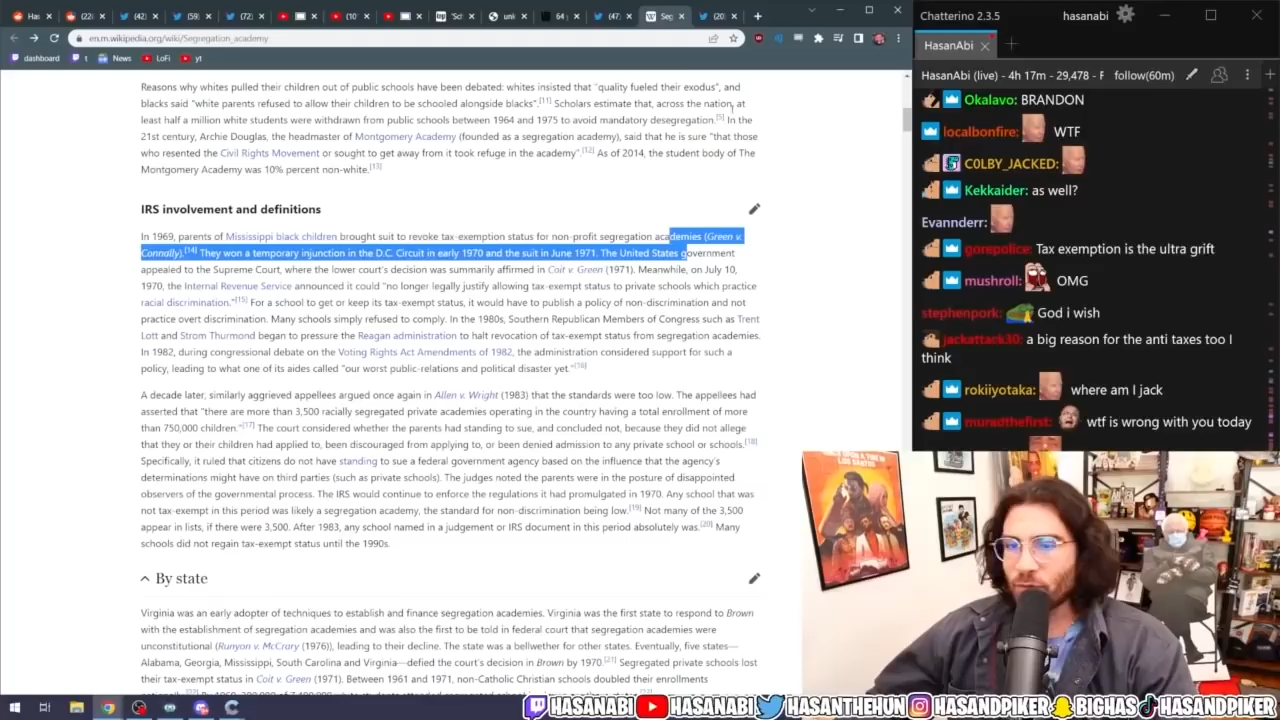 (22
(42
(59
(72
(10
64
(47
Seg
(20
en.m.wikipedia.org/wiki/Segregation_academy
dashboard
t
News
LoFi
yt
Reasons why whites pulled their children out of public schools have been debated: whites insisted that "quality fueled their exodus", and
blacks said "white parents refused to allow their children to be schooled alongside blacks".[11] Scholars estimate that, across the nation, at
least half a million white students were withdrawn from public schools between 1964 and 1975 to avoid mandatory desegregation.[5] In the
21st century, Archie Douglas, the headmaster of Montgomery Academy (founded as a segregation academy), said that he is sure "that those
who resented the Civil Rights Movement or sought to get away from it took refuge in the academy".[12] As of 2014, the student body of The
Montgomery Academy was 10% percent non-white.[13]
IRS involvement and definitions
In 1969, parents of Mississippi black children brought suit to revoke tax-exemption status for non-profit segregation academies (Green v.
Connally).[14] They won a temporary injunction in the D.C. Circuit in early 1970 and the suit in June 1971. The United States government
appealed to the Supreme Court, where the lower court's decision was summarily affirmed in Coit v. Green (1971). Meanwhile, on July 10,
1970, the Internal Revenue Service announced it could "no longer legally justify allowing tax-exempt status to private schools which practice
racial discrimination."[15] For a school to get or keep its tax-exempt status, it would have to publish a policy of non-discrimination and not
practice overt discrimination. Many schools simply refused to comply. In the 1980s, Southern Republican Members of Congress such as Trent
Lott and Strom Thurmond began to pressure the Reagan administration to halt revocation of tax-exempt status from segregation academies.
In 1982, during congressional debate on the Voting Rights Act Amendments of 1982, the administration considered support for such a
policy, leading to what one of its aides called "our worst public-relations and political disaster yet."[16]
A decade later, similarly aggrieved appellees argued once again in Allen v. Wright (1983) that the standards were too low. The appellees had
asserted that "there are more than 3,500 racially segregated private academies operating in the country having a total enrollment of more
than 750,000 children."[17] The court considered whether the parents had standing to sue, and concluded not, because they did not allege
that they or their children had applied to, been discouraged from applying to, or been denied admission to any private school or schools.[18]
Specifically, it ruled that citizens do not have standing to sue a federal government agency based on the influence that the agency's
determinations might have on third parties (such as private schools). The judges noted the parents were in the posture of disappointed
observers of the governmental process. The IRS would continue to enforce the regulations it had promulgated in 1970. Any school that was
not tax-exempt in this period was likely a segregation academy, the standard for non-discrimination being low.[19] Not many of the 3,500
appear in lists, if there were 3,500. After 1983, any school named in a judgement or IRS document in this period absolutely was.[20] Many
schools did not regain tax-exempt status until the 1990s.
By state
Virginia was an early adopter of techniques to establish and finance segregation academies. Virginia was the first state to respond to Brown
with the establishment of segregation academies and was also the first to be told in federal court that segregation academies were
unconstitutional (Runyon v. McCrary (1976)), leading to their decline. The state was a bellwether for other states. Eventually, five states—
Alabama, Georgia, Mississippi, South Carolina and Virginia—defied the court's decision in Brown by 1970.[21] Segregated private schools lost
their tax-exempt status in Coit v. Green (1971). Between 1961 and 1971, non-Catholic Christian schools doubled their enrollments
Chatterino 2.3.5
hasanabi
HasanAbi
HasanAbi (live) - 4h 17m - 29,478 - F
follow(60m)
Okalavo: BRANDON
localbonfire: WTF
C0LBY_JACKED:
Kekkaider: as well?
Evannderr:
gorepolice: Tax exemption is the ultra grift
mushroll: OMG
stephenpork: God i wish
jackattack30: a big reason for the anti taxes too I
think
rokiiyotaka: where am I jack
muradthefirst: wtf is wrong with you today
HASANABI
HASANABI
HASANTHEHUN
HASANDPIKER
BIGHAS
HASANDPIKER